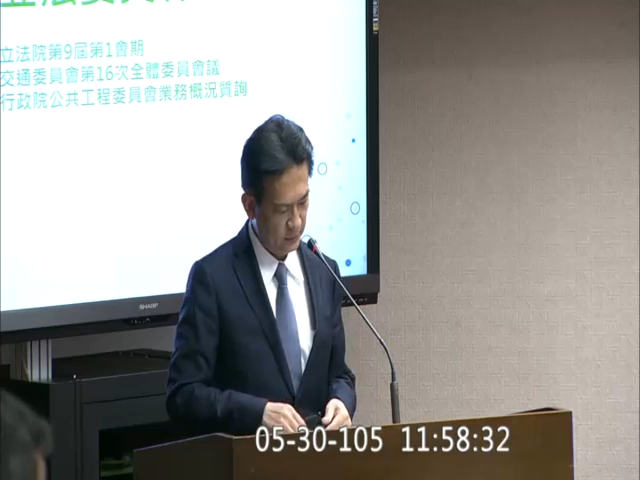 立法院第9屆第1會期
交通委員會第16次全體委員會議
行政院公共工程委員會業務概況質詢
SHARP
05-30-105 11:58:32